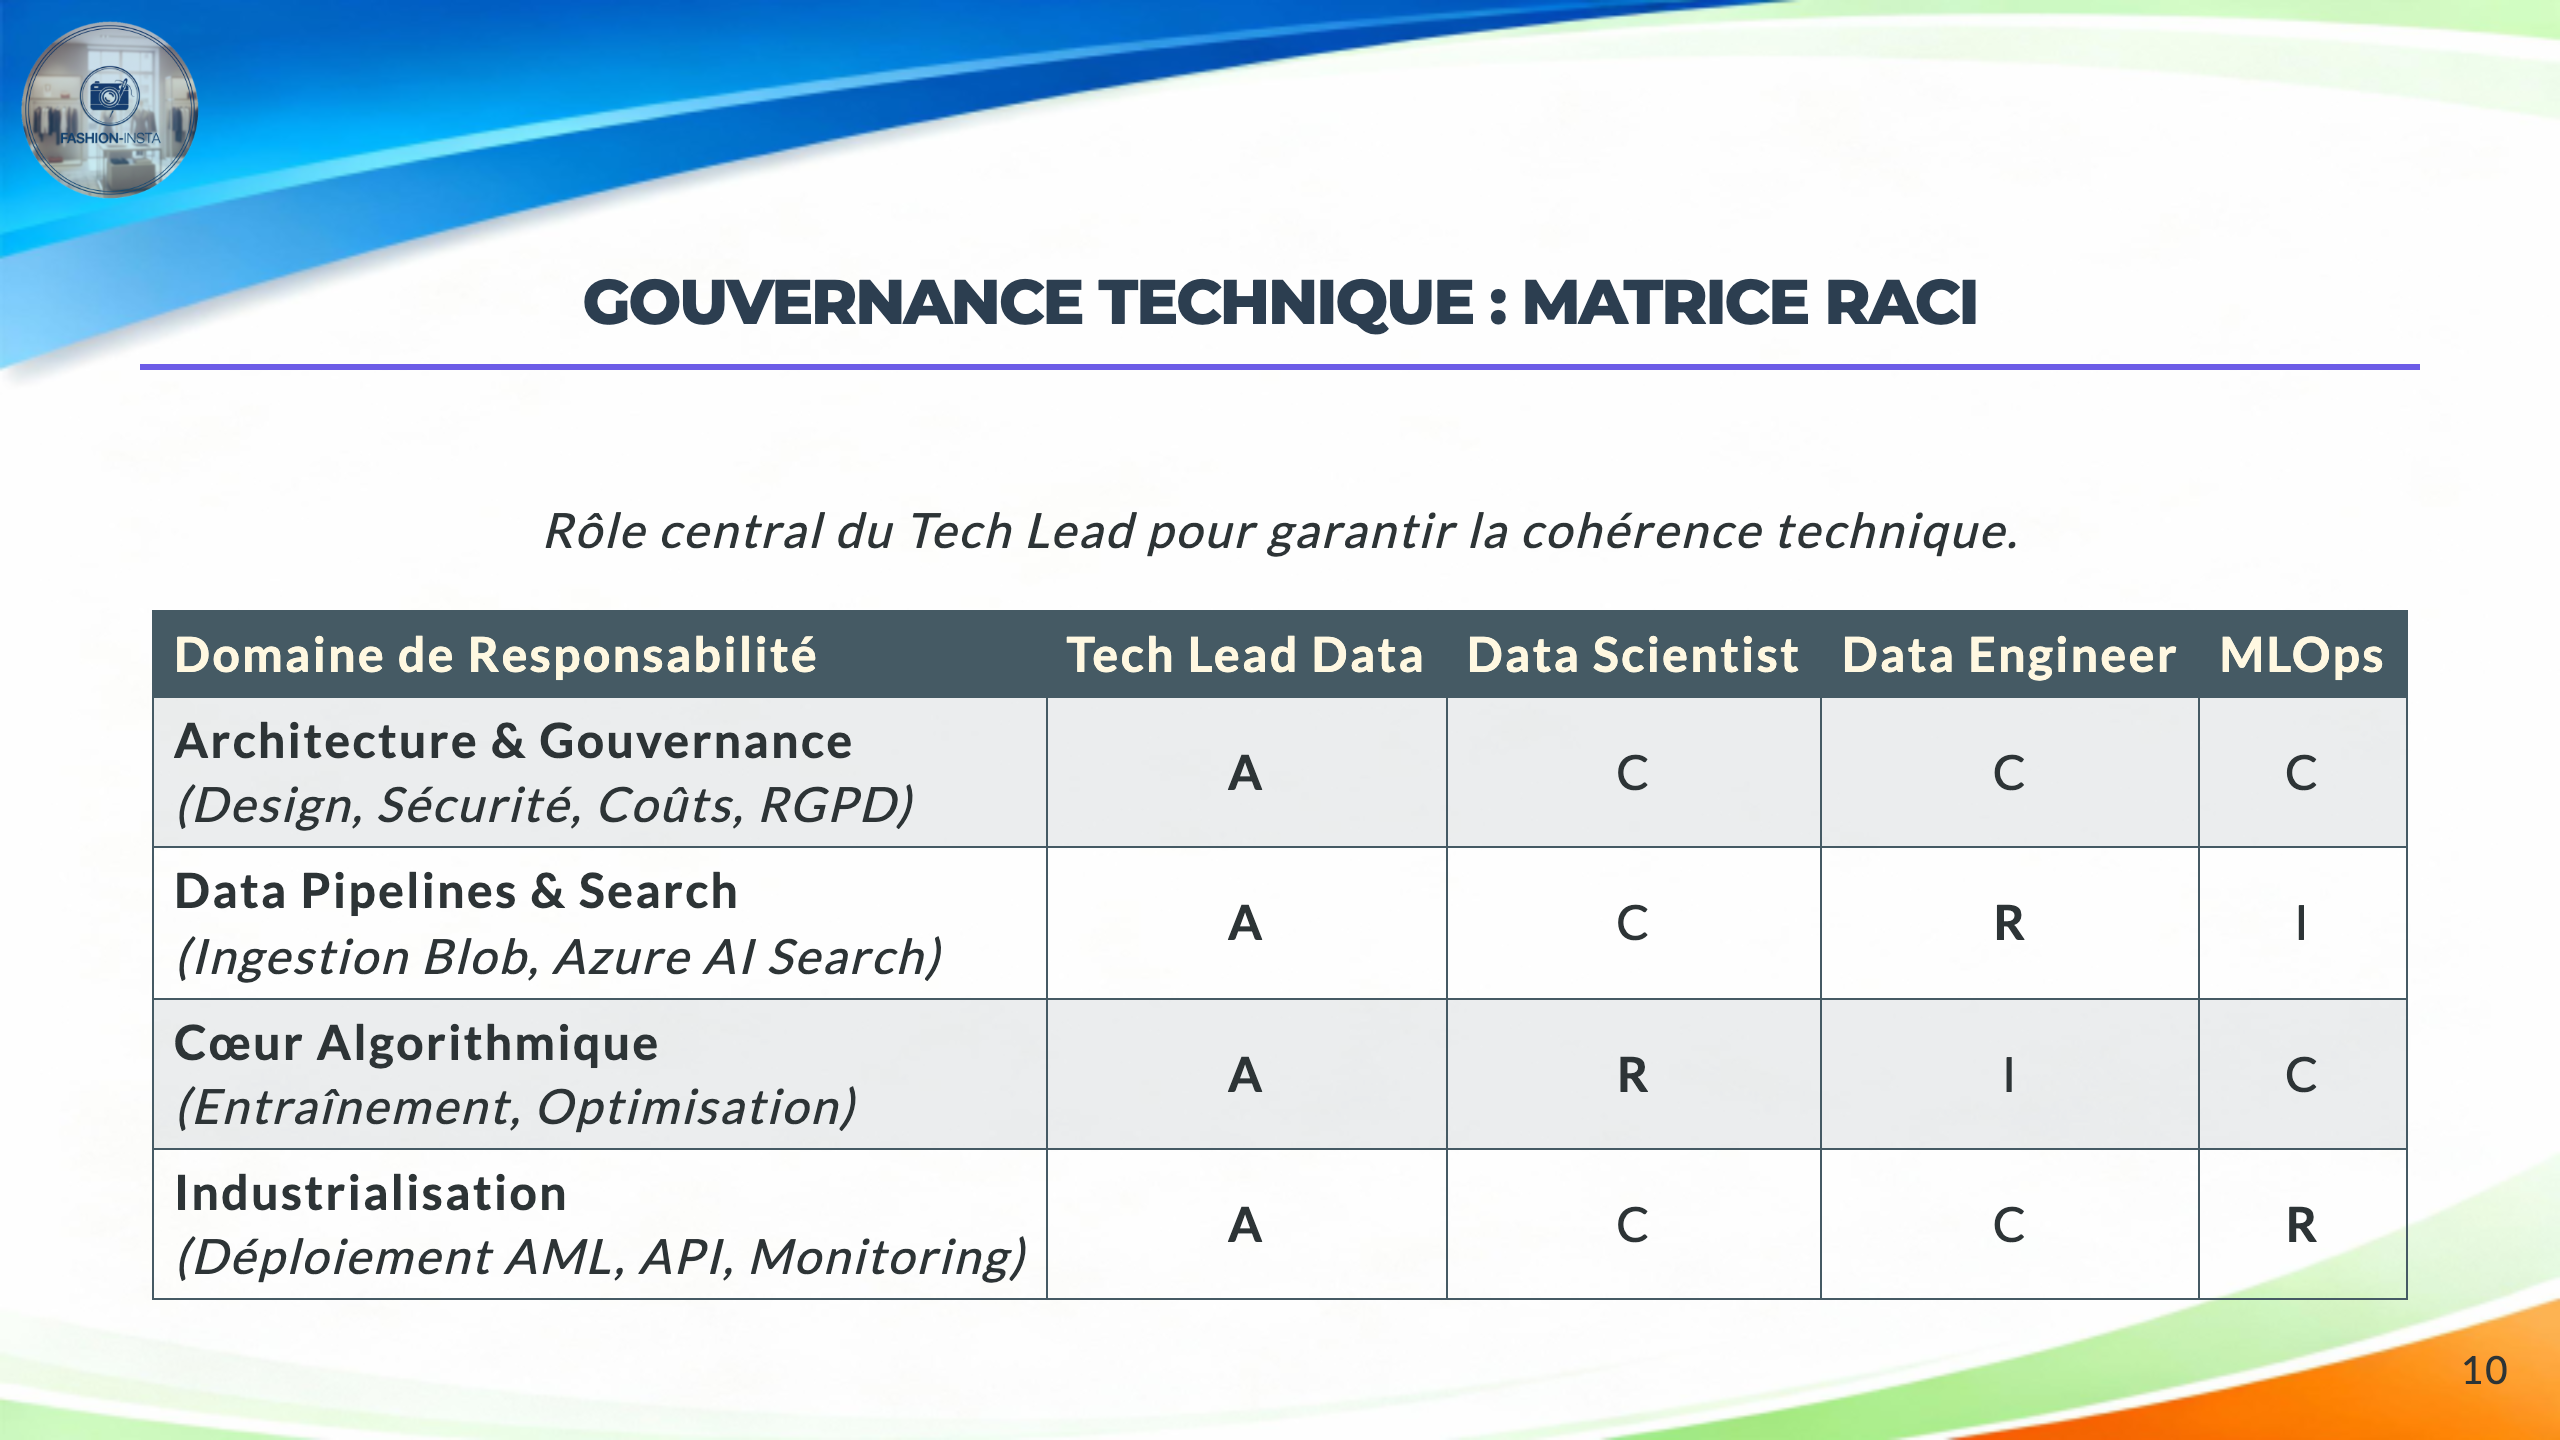 FASHION-INSTA
GOUVERNANCE TECHNIQUE : MATRICE RACI
Rôle central du Tech Lead pour garantir la cohérence technique.
Domaine de Responsabilité Tech Lead Data Data Scientist Data Engineer MLOps
Architecture & Gouvernance
(Design, Sécurité, Coûts, RGPD) A C C C
Data Pipelines & Search
(Ingestion Blob, Azure AI Search) A C R I
Cœur Algorithmique
(Entraînement, Optimisation) A R I C
Industrialisation
(Déploiement AML, API, Monitoring) A C C R
10